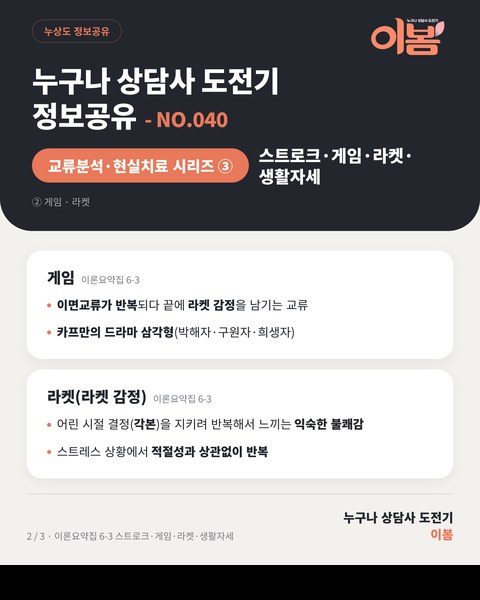 누상도 정보공유
누구나 상담사 도전기
이봄
누구나 상담사 도전기
정보공유 - NO.040
교류분석·현실치료 시리즈 ③
스트로크·게임·라켓·
생활자세
② 게임 · 라켓
게임 이론요약집 6-3
• 이면교류가 반복되다 끝에 라켓 감정을 남기는 교류
• 카프만의 드라마 삼각형(박해자·구원자·희생자)
라켓(라켓 감정) 이론요약집 6-3
• 어린 시절 결정(각본)을 지키려 반복해서 느끼는 익숙한 불쾌감
• 스트레스 상황에서 적절성과 상관없이 반복
누구나 상담사 도전기
이봄
2 / 3 · 이론요약집 6-3 스트로크·게임·라켓·생활자세